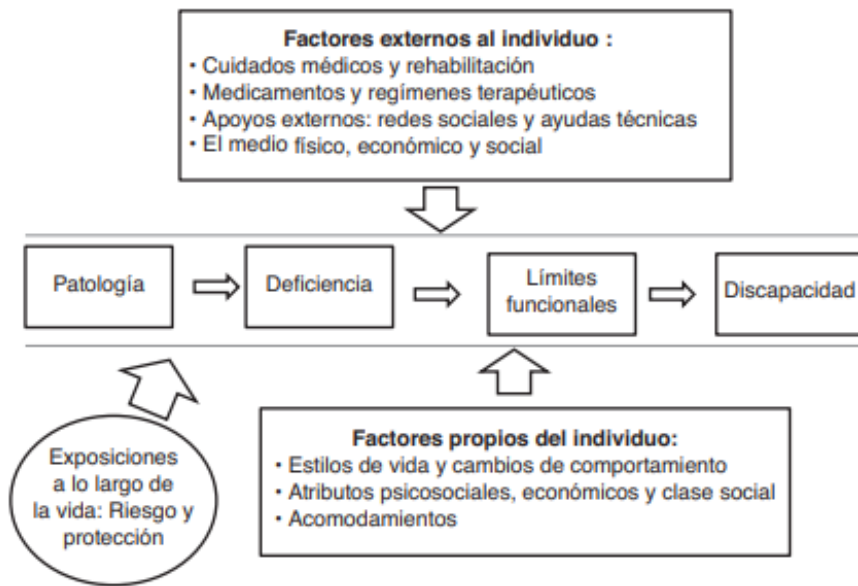 Factores externos al individuo :
• Cuidados médicos y rehabilitación
• Medicamentos y regímenes terapéuticos
• Apoyos externos: redes sociales y ayudas técnicas
• El medio físico, económico y social
Patología
Deficiencia
Límites
funcionales
Discapacidad
Exposiciones
a lo largo de
la vida: Riesgo y
protección
Factores propios del individuo:
• Estilos de vida y cambios de comportamiento
• Atributos psicosociales, económicos y clase social
• Acomodamientos